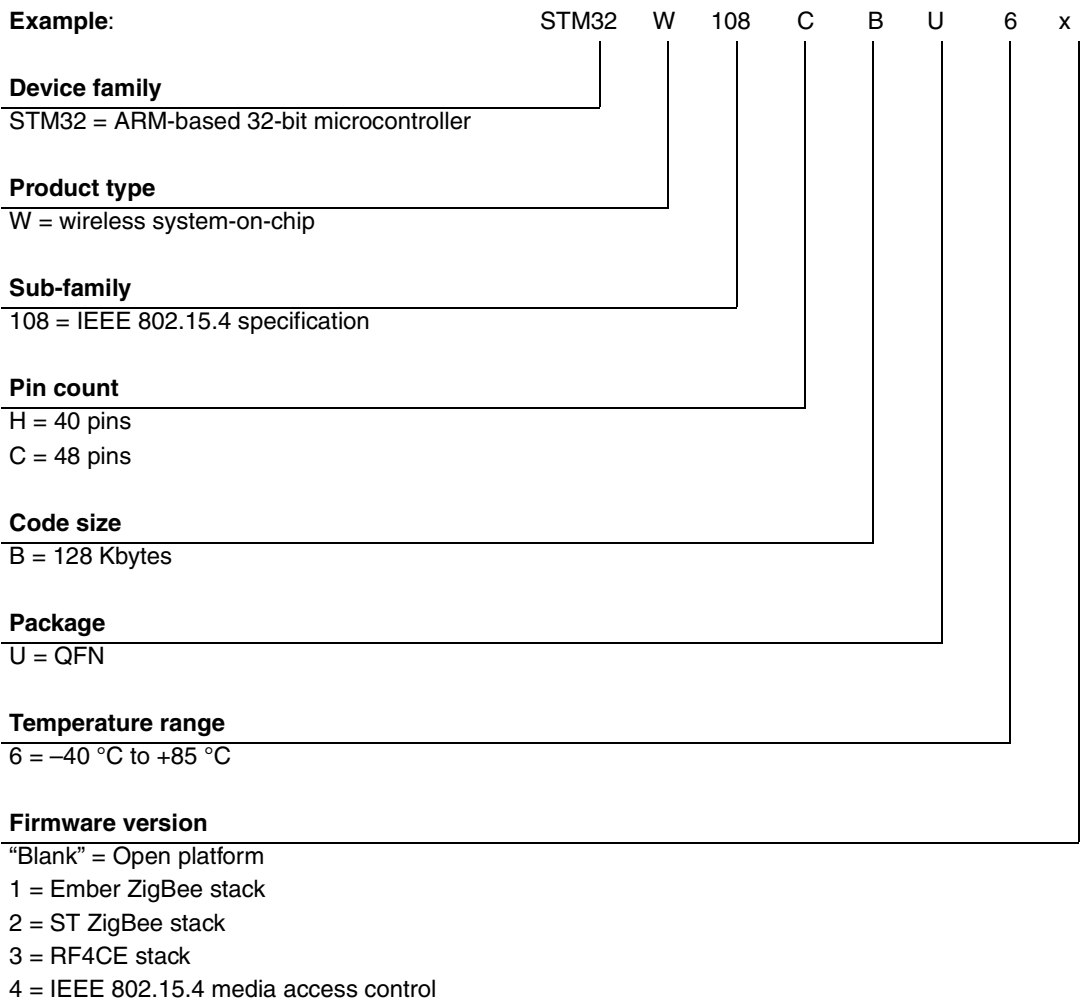 Example: STM32 W 108 C B U 6 x
Device family
STM32 = ARM-based 32-bit microcontroller
Product type
W = wireless system-on-chip
Sub-family
108 = IEEE 802.15.4 specification
Pin count
H = 40 pins
C = 48 pins
Code size
B = 128 Kbytes
Package
U = QFN
Temperature range
6 = –40 °C to +85 °C
Firmware version
“Blank” = Open platform
1 = Ember ZigBee stack
2 = ST ZigBee stack
3 = RF4CE stack
4 = IEEE 802.15.4 media access control